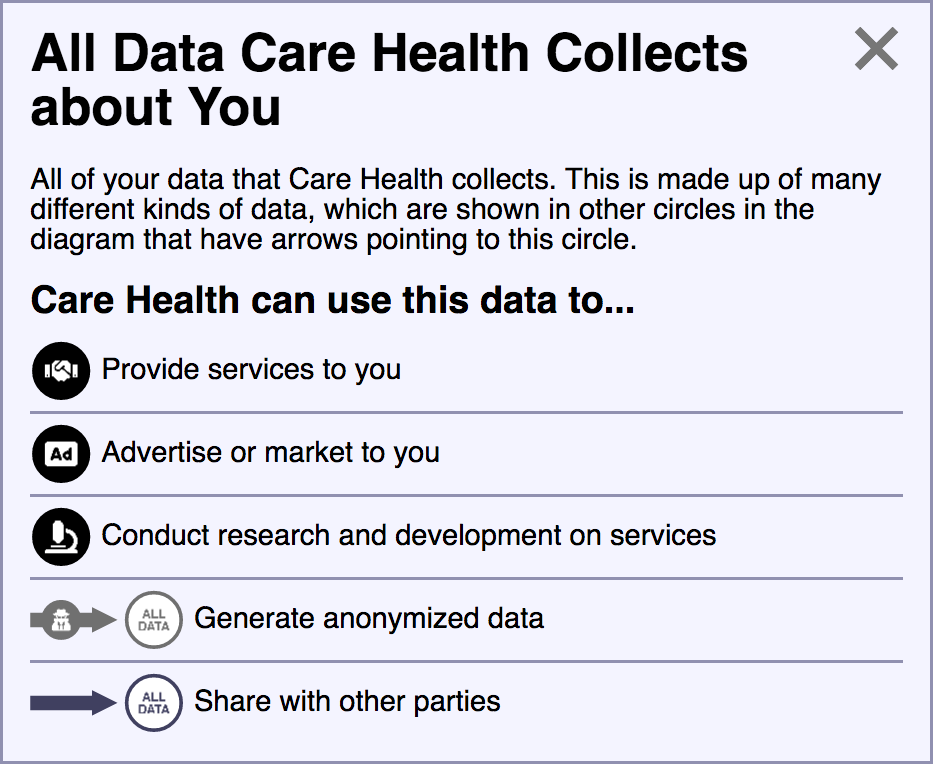 All Data Care Health Collects
about You
All of your data that Care Health collects. This is made up of many
different kinds of data, which are shown in other circles in the
diagram that have arrows pointing to this circle.
Care Health can use this data to...
Provide services to you
Ad
Advertise or market to you
Conduct research and development on services
ALL
DATA
Generate anonymized data
ALL
DATA
Share with other parties